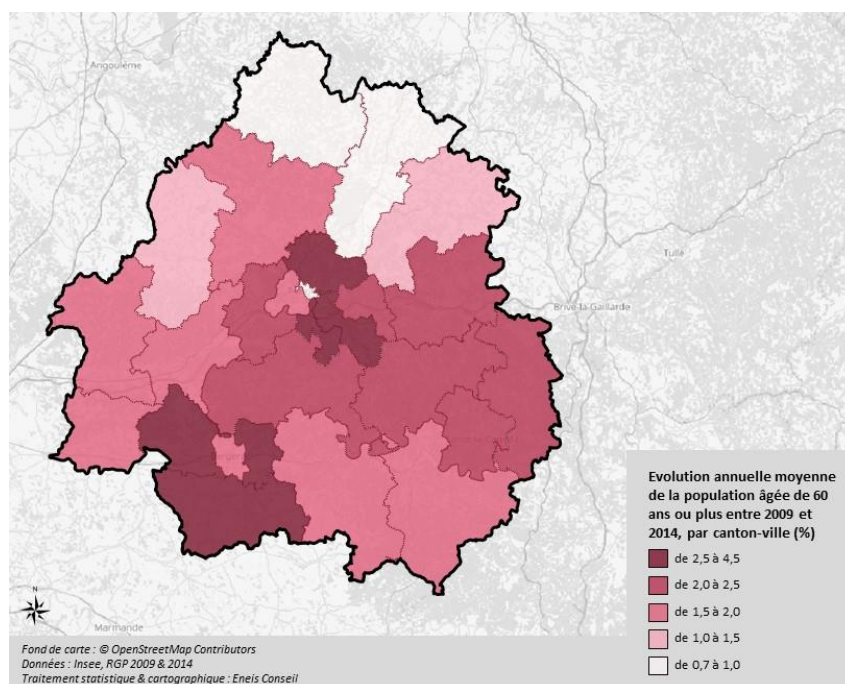 Angoulême
Tulle
Brive-la-Gaillarde
Marmande
N
Evolution annuelle moyenne
de la population âgée de 60
ans ou plus entre 2009 et
2014, par canton-ville (%)
de 2,5 à 4,5
de 2,0 à 2,5
de 1,5 à 2,0
de 1,0 à 1,5
de 0,7 à 1,0
Fond de carte : © OpenStreetMap Contributors
Données : Insee, RGP 2009 & 2014
Traitement statistique & cartographique : Eneis Conseil